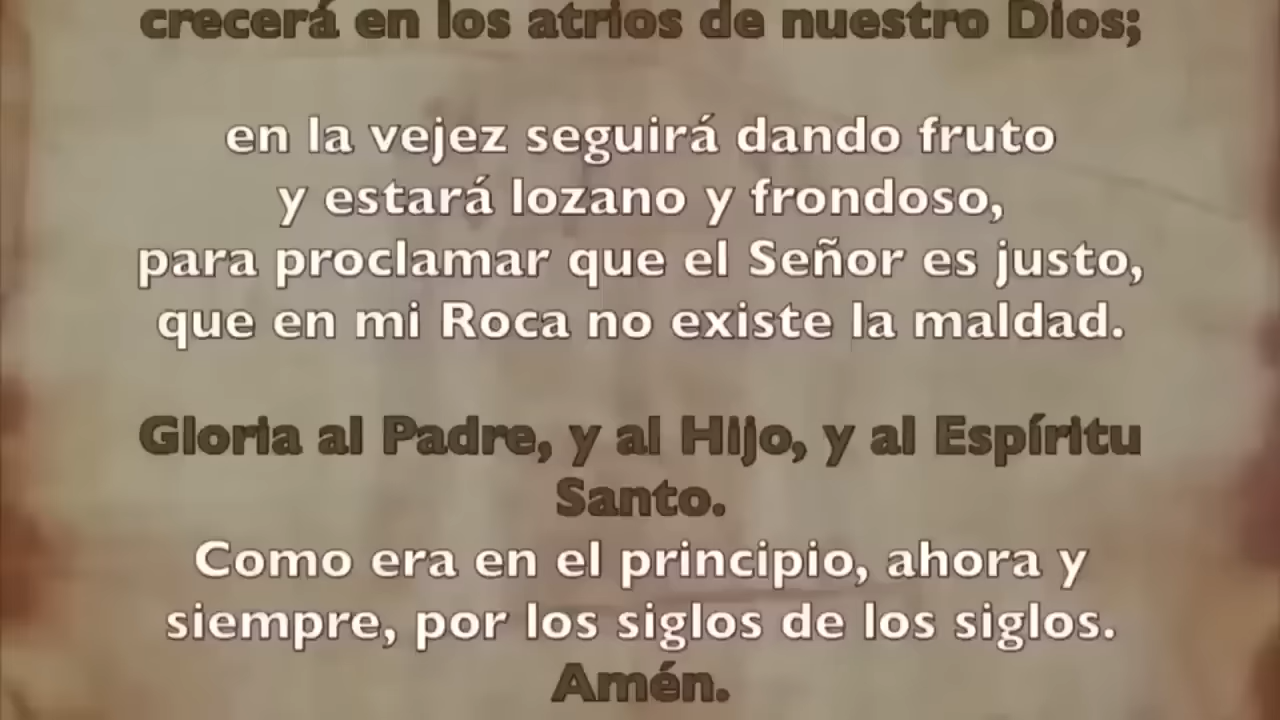 crecerá en los atrios de nuestro Dios;
en la vejez seguirá dando fruto
y estará lozano y frondoso,
para proclamar que el Señor es justo,
que en mi Roca no existe la maldad.
Gloria al Padre, y al Hijo, y al Espíritu
Santo.
Como era en el principio, ahora y
siempre, por los siglos de los siglos.
Amén.